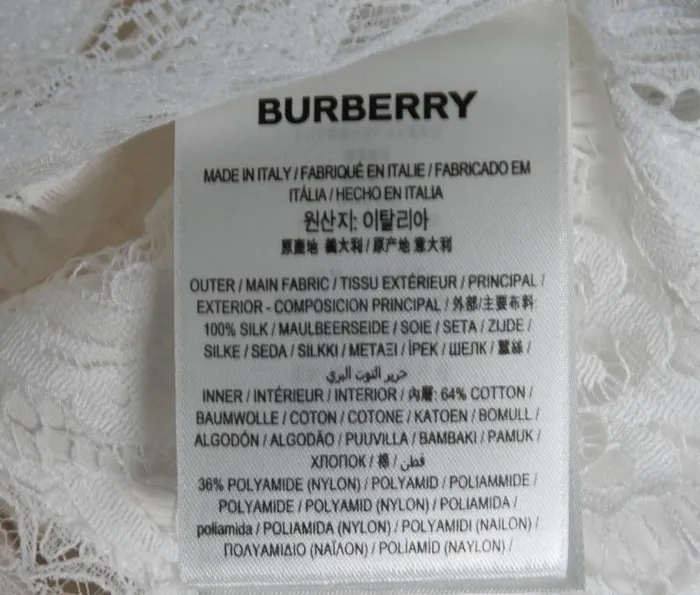 BURBERRY
MADE IN ITALY / FABRIQUÉ EN ITALIE / FABRICADO EM
ITÁLIA / HECHO EN ITALIA
원산지: 이탈리아
原產地 義大利 / 原产地 意大利
OUTER / MAIN FABRIC / TISSU EXTÉRIEUR / PRINCIPAL /
EXTERIOR - COMPOSICION PRINCIPAL / 外部/主要布料
100% SILK / MAULBEERSEIDE / SOIE / SETA / ZIJDE /
SILKE / SEDA / SILKKI / ΜΕΤΑΞΙ / İPEK / ШЕЛК / 蠶絲 /
حرير التوت البري
INNER / INTÉRIEUR / INTERIOR / 內層: 64% COTTON /
BAUMWOLLE / COTON / COTONE / KATOEN / BOMULL /
ALGODÓN / ALGODÃO / PUUVILLA / ΒΑΜΒΑΚΙ / PAMUK /
ХЛОПОК / 棉 / قطن /
36% POLYAMIDE (NYLON) / POLYAMID / POLIAMMIDE /
POLYAMIDE / POLYAMID (NYLON) / POLIAMIDA /
poliamida / POLIAMIDA (NYLON) / POLYAMIDI (NAILON) /
ΠΟΛΥΑΜΙΔΙΟ (ΝΑΪΛΟΝ) / POLİAMİD (NAYLON) /